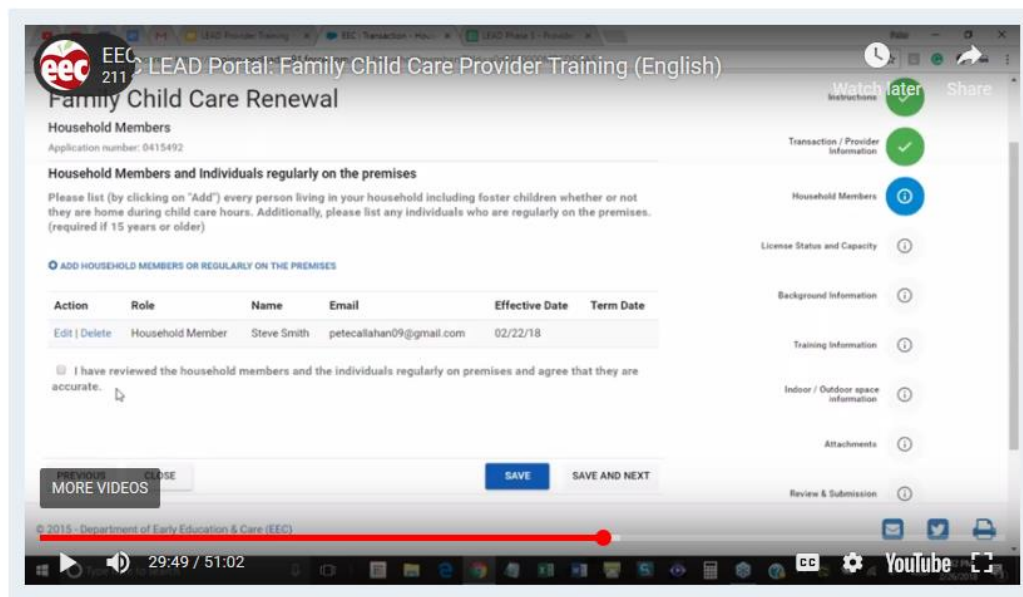 LEAD Provider Training
EEC
211
LEAD Portal: Family Child Care Provider Training (English)
Watch later
Share
Family Child Care Renewal
Household Members
Application number: 0415492
Household Members and Individuals regularly on the premises
Please list (by clicking on "Add") every person living in your household including foster children whether or not
they are home during child care hours. Additionally, please list any individuals who are regularly on the premises.
(required if 15 years or older)
ADD HOUSEHOLD MEMBERS OR REGULARLY ON THE PREMISES
Action Role Name Email Effective Date Term Date
Edit | Delete Household Member Steve Smith petecallahan09@gmail.com 02/22/18
I have reviewed the household members and the individuals regularly on premises and agree that they are
accurate.
PREVIOUS CLOSE SAVE SAVE AND NEXT
MORE VIDEOS
Instructions
Transaction / Provider
Information
Household Members
License Status and Capacity
Background Information
Training Information
Indoor / Outdoor space
information
Attachments
Review & Submission
© 2015 - Department of Early Education & Care (EEC)
29:49 / 51:02
CC
YouTube
2/26/2018